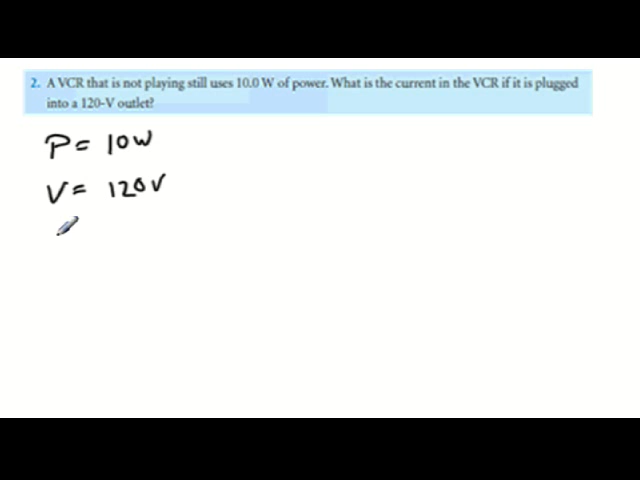 2. A VCR that is not playing still uses 10.0 W of power. What is the current in the VCR if it is plugged
into a 120-V outlet?
P = 10W
V = 120V